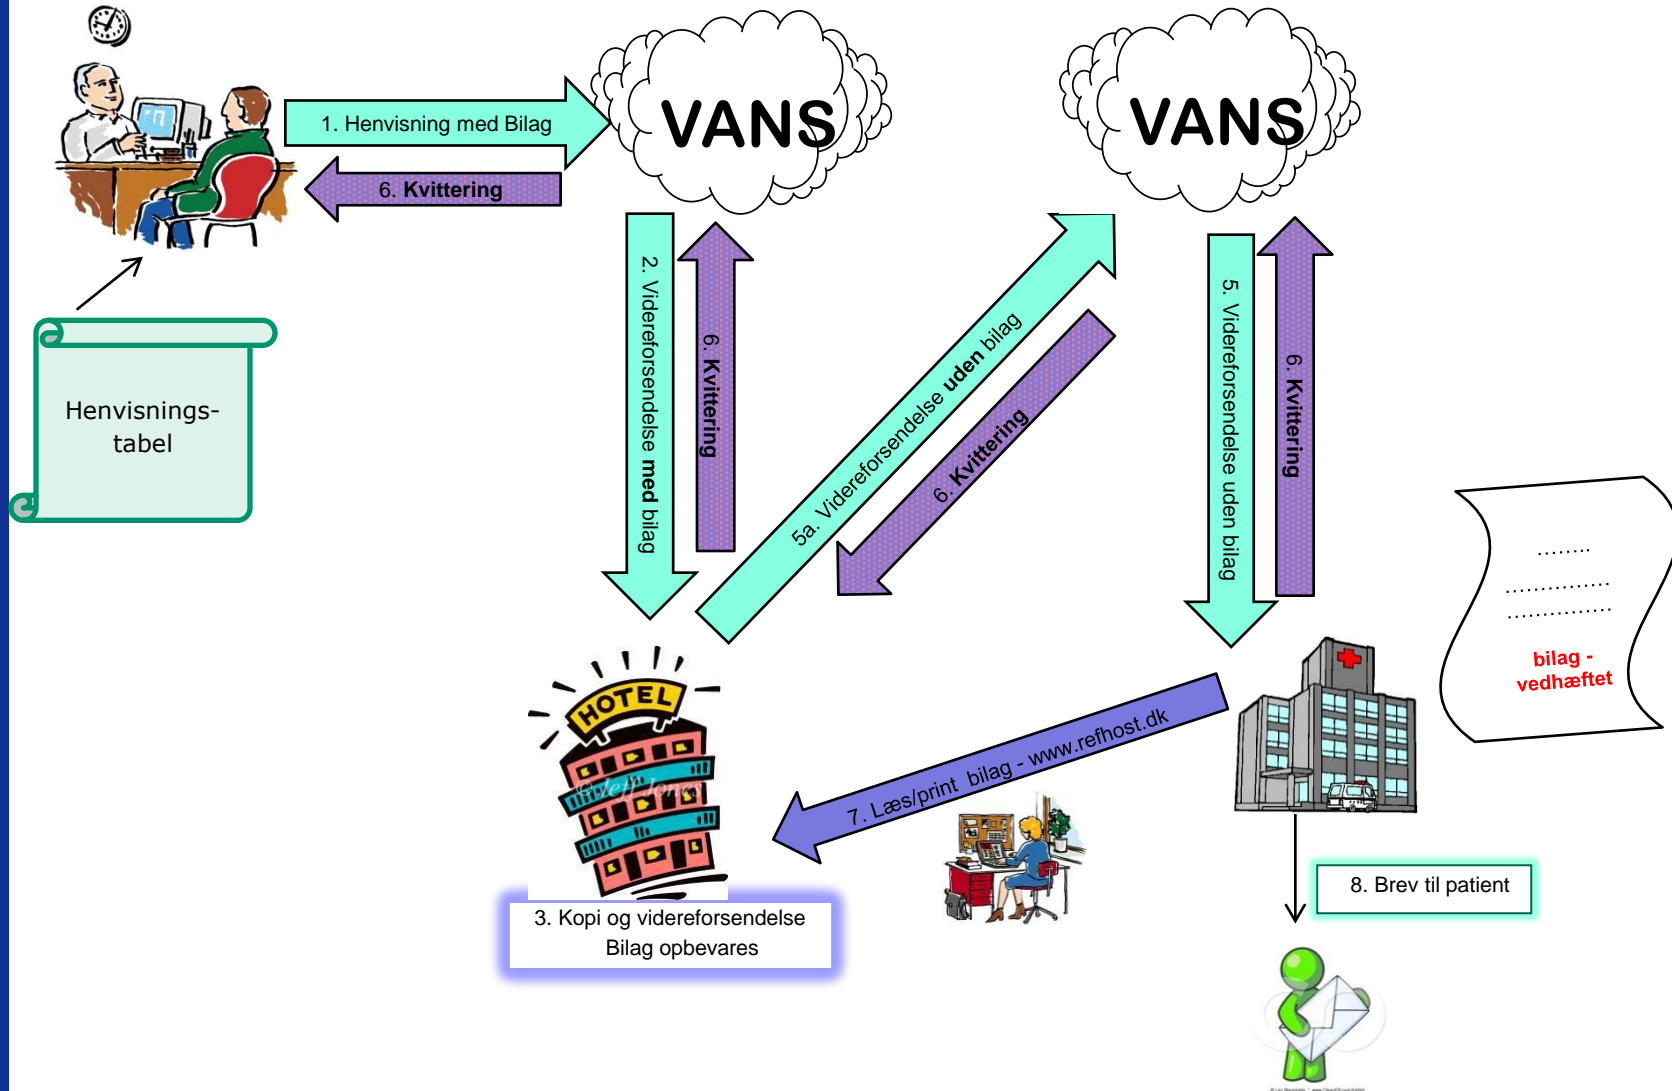 VANS
VANS
1. Henvisning med Bilag
6. Kvittering
2. Videreforsendelse med bilag
6. Kvittering
5a. Videreforsendelse uden bilag
6. Kvittering
5. Videreforsendelse uden bilag
6. Kvittering
Henvisnings-
tabel
........
..............
..............
bilag -
vedhæftet
HOTEL
© Jeff Jones
7. Læs/print  bilag - www.refhost.dk
3. Kopi og videreforsendelse
Bilag opbevares
8. Brev til patient